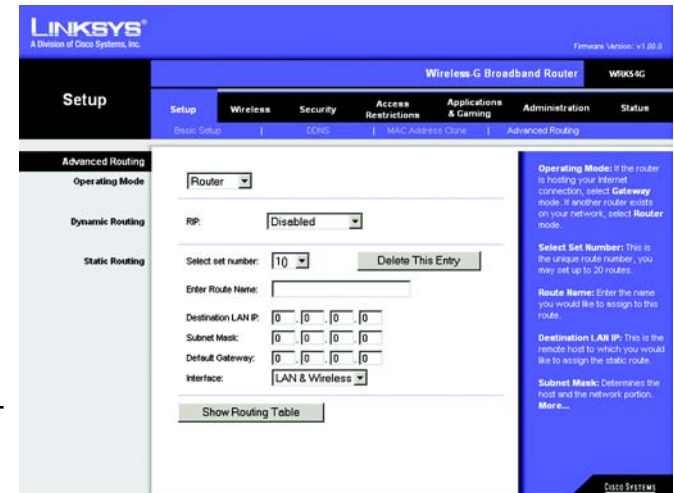 LINKSYS®
A Division of Cisco Systems, Inc.
Firmware Version: v1.00.0
Wireless-G Broadband Router WRK54G
Setup
Setup Wireless Security Access Restrictions Applications & Gaming Administration Status
Basic Setup | DDNS | MAC Address Clone | Advanced Routing
Advanced Routing
Operating Mode
Router
Dynamic Routing
RIP:
Disabled
Static Routing
Select set number: 1() Delete This Entry
Enter Route Name:
Destination LAN IP: 0 . 0 . 0 . 0
Subnet Mask: 0 . 0 . 0 . 0
Default Gateway: 0 . 0 . 0 . 0
Interface: LAN & Wireless
Show Routing Table
Operating Mode: If the router
is hosting your Internet
connection, select Gateway
mode. If another router exists
on your network, select Router
mode.
Select Set Number: This is
the unique route number, you
may set up to 20 routes.
Route Name: Enter the name
you would like to assign to this
route.
Destination LAN IP: This is the
remote host to which you would
like to assign the static route.
Subnet Mask: Determines the
host and the network portion.
More...
CISCO SYSTEMS